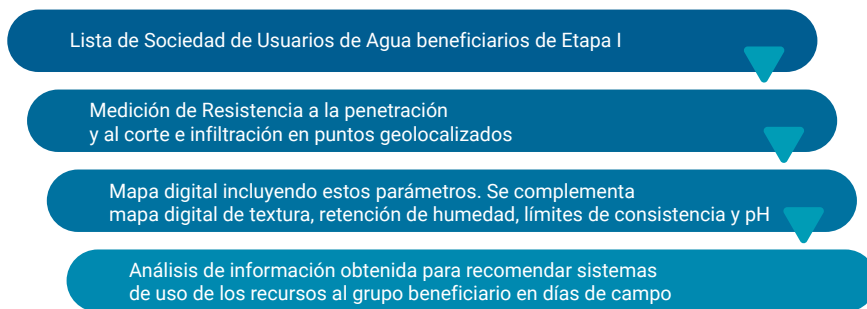 Lista de Sociedad de Usuarios de Agua beneficiarios de Etapa I
Medición de Resistencia a la penetración
y al corte e infiltración en puntos geolocalizados
Mapa digital incluyendo estos parámetros. Se complementa
mapa digital de textura, retención de humedad, límites de consistencia y pH
Análisis de información obtenida para recomendar sistemas
de uso de los recursos al grupo beneficiario en días de campo